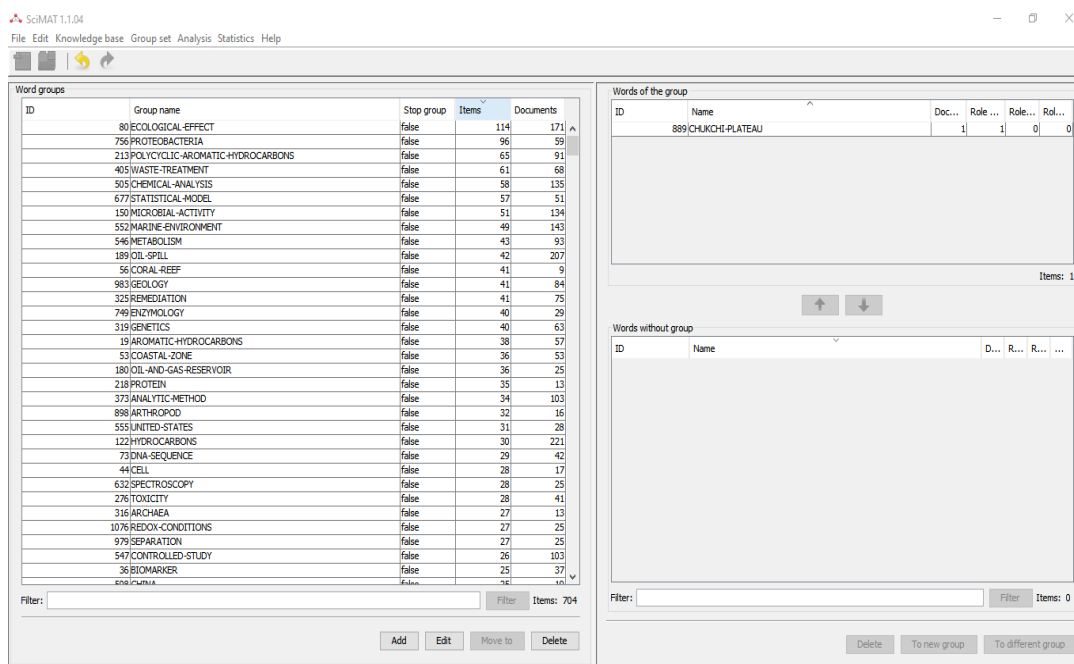 SciMAT 1.1.04
File Edit Knowledge base Group set Analysis Statistics Help
Word groups
ID Group name Stop group Items Documents
80 ECOLOGICAL-EFFECT false 114 171
756 PROTEOBACTERIA false 96 59
213 POLYCYCLIC-AROMATIC-HYDROCARBONS false 65 91
405 WASTE-TREATMENT false 61 68
505 CHEMICAL-ANALYSIS false 58 135
677 STATISTICAL-MODEL false 57 51
150 MICROBIAL-ACTIVITY false 51 134
552 MARINE-ENVIRONMENT false 49 143
546 METABOLISM false 43 93
189 OIL-SPILL false 42 207
56 CORAL-REEF false 41 9
983 GEOLOGY false 41 84
325 REMEDIATION false 41 75
749 ENZYMOLOGY false 40 29
319 GENETICS false 40 63
19 AROMATIC-HYDROCARBONS false 38 57
53 COASTAL-ZONE false 36 53
180 OIL-AND-GAS-RESERVOIR false 36 25
218 PROTEIN false 35 13
373 ANALYTIC-METHOD false 34 103
898 ARTHROPOD false 32 16
555 UNITED-STATES false 31 28
122 HYDROCARBONS false 30 221
73 DNA-SEQUENCE false 29 42
44 CELL false 28 17
632 SPECTROSCOPY false 28 25
276 TOXICITY false 28 41
316 ARCHAEA false 27 13
1076 REDOX-CONDITIONS false 27 25
979 SEPARATION false 27 25
547 CONTROLLED-STUDY false 26 103
36 BIOMARKER false 25 37
Filter: Filter Items: 704
Add Edit Move to Delete
Words of the group
ID Name Doc... Role ... Role... Rol...
889 CHUKCHI-PLATEAU 1 1 0 0
Items: 1
Words without group
ID Name D... R... R... ...
Filter: Filter Items: 0
Delete To new group To different group